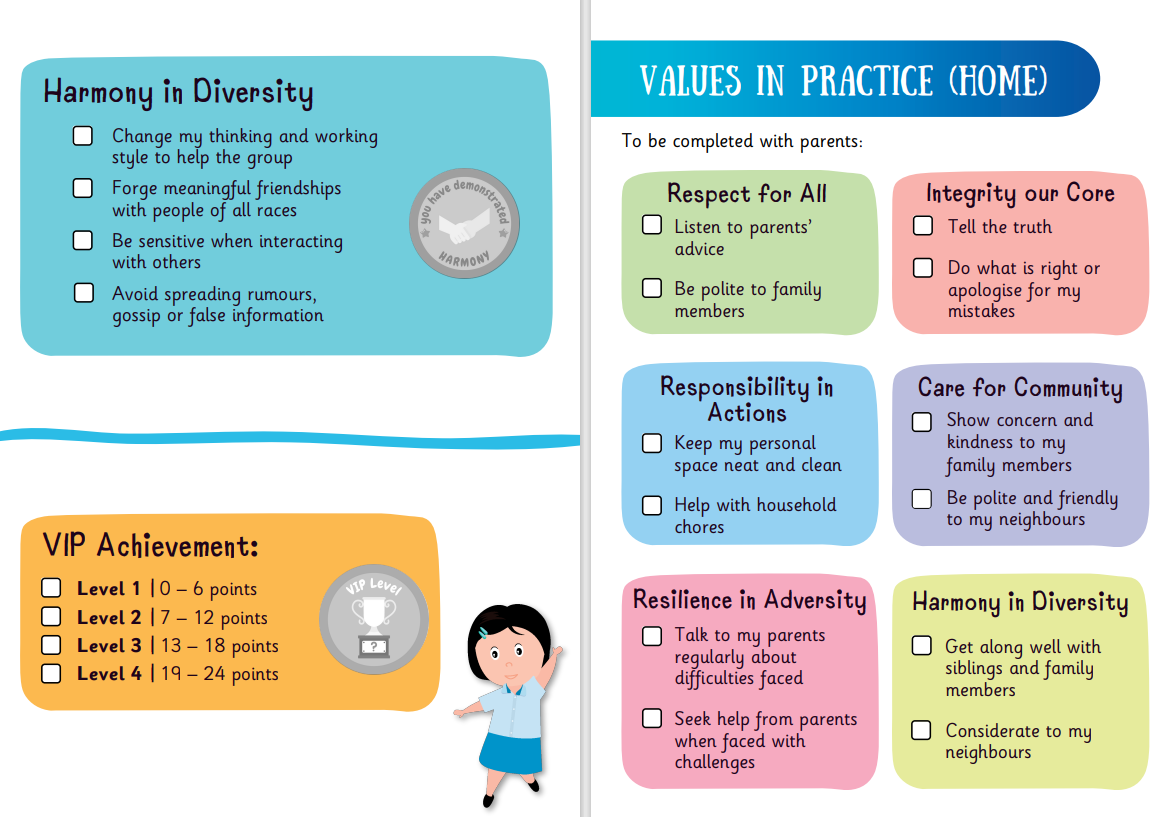 Harmony in Diversity
Change my thinking and working
style to help the group
Forge meaningful friendships
with people of all races
Be sensitive when interacting
with others
Avoid spreading rumours,
gossip or false information
you have demonstrated
HARMONY
VIP Achievement:
Level 1 | 0 – 6 points
Level 2 | 7 – 12 points
Level 3 | 13 – 18 points
Level 4 | 19 – 24 points
VIP Level
?
VALUES IN PRACTICE (HOME)
To be completed with parents:
Respect for All
Listen to parents’
advice
Be polite to family
members
Integrity our Core
Tell the truth
Do what is right or
apologise for my
mistakes
Responsibility in
Actions
Keep my personal
space neat and clean
Help with household
chores
Care for Community
Show concern and
kindness to my
family members
Be polite and friendly
to my neighbours
Resilience in Adversity
Talk to my parents
regularly about
difficulties faced
Seek help from parents
when faced with
challenges
Harmony in Diversity
Get along well with
siblings and family
members
Considerate to my
neighbours